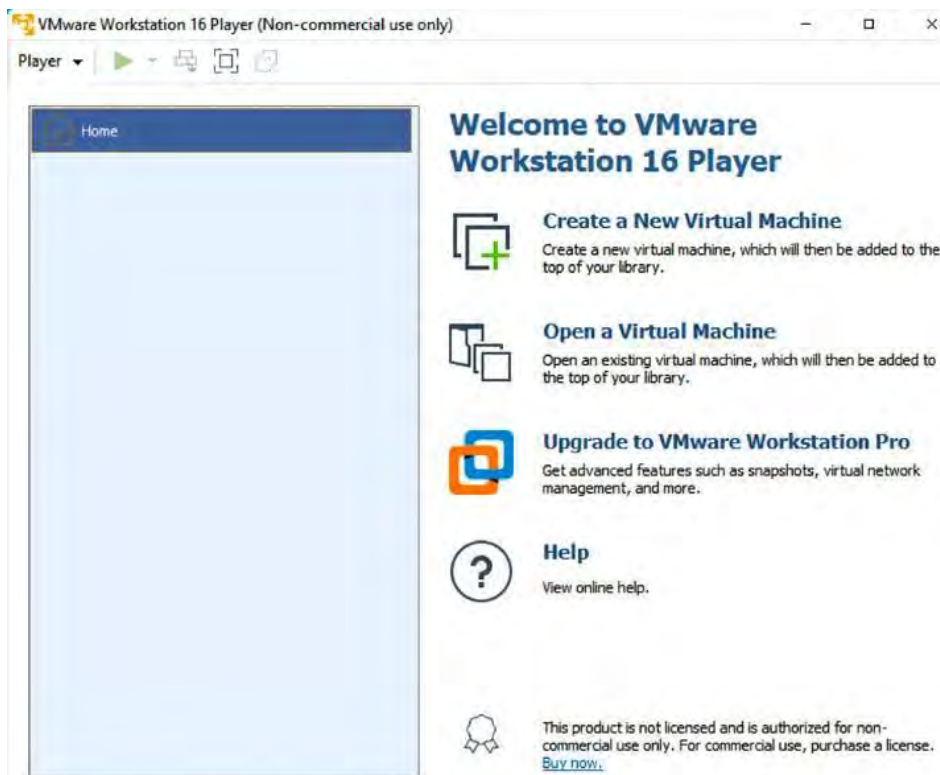 VMware Workstation 16 Player (Non-commercial use only)
Player
Home
Welcome to VMware
Workstation 16 Player
Create a New Virtual Machine
Create a new virtual machine, which will then be added to the
top of your library.
Open a Virtual Machine
Open an existing virtual machine, which will then be added to
the top of your library.
Upgrade to VMware Workstation Pro
Get advanced features such as snapshots, virtual network
management, and more.
Help
View online help.
This product is not licensed and is authorized for non-
commercial use only. For commercial use, purchase a license.
Buy now.